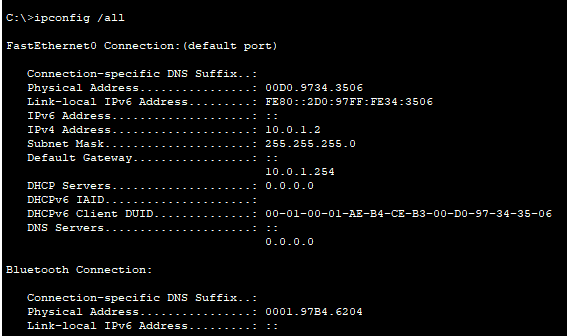 C:\>ipconfig /all
FastEthernet0 Connection:(default port)
Connection-specific DNS Suffix..:
Physical Address................: 00D0.9734.3506
Link-local IPv6 Address.........: FE80::2D0:97FF:FE34:3506
IPv6 Address....................: ::
IPv4 Address....................: 10.0.1.2
Subnet Mask.....................: 255.255.255.0
Default Gateway.................: ::
10.0.1.254
DHCP Servers....................: 0.0.0.0
DHCPv6 IAID.....................:
DHCPv6 Client DUID..............: 00-01-00-01-AE-B4-CE-B3-00-D0-97-34-35-06
DNS Servers.....................: ::
0.0.0.0
Bluetooth Connection:
Connection-specific DNS Suffix..:
Physical Address................: 0001.97B4.6204
Link-local IPv6 Address.........: ::